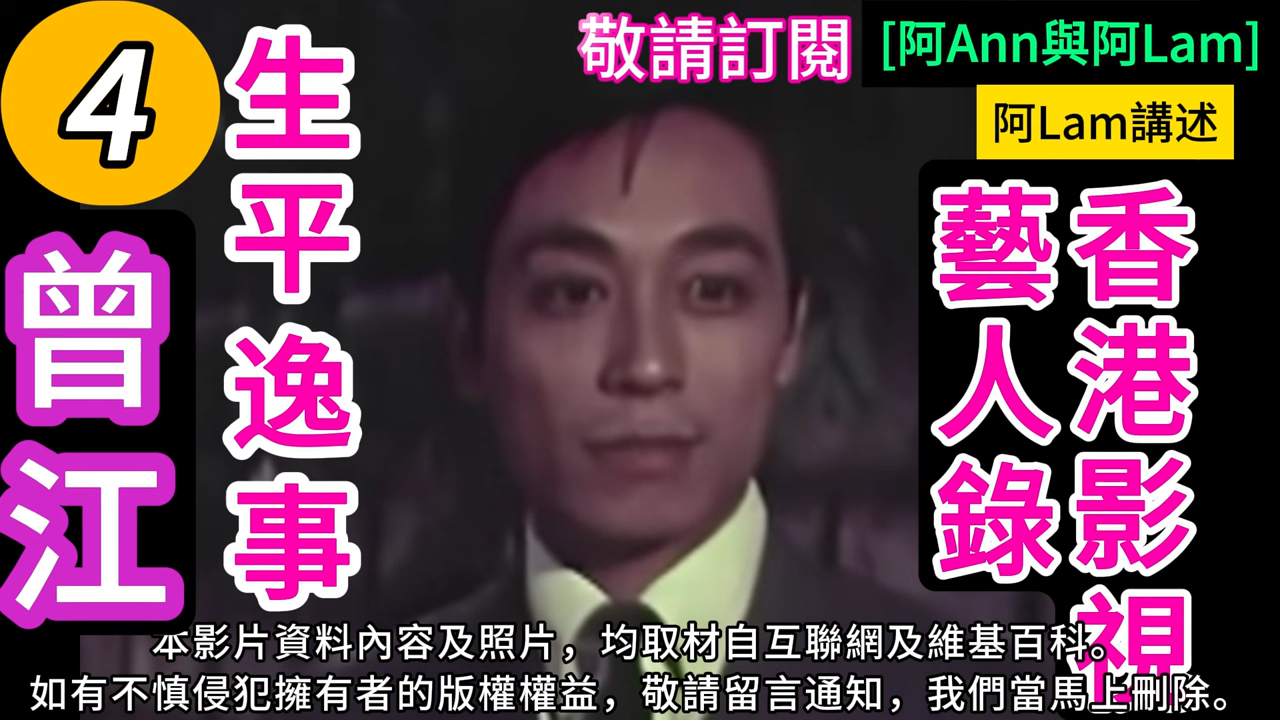 敬請訂閱
[阿Ann與阿Lam]
阿Lam講述
4
曾江
生平逸事
香港影視
藝人錄
本影片資料內容及照片，均取材自互聯網及維基百科。
如有不慎侵犯擁有者的版權權益，敬請留言通知，我們當馬上刪除。